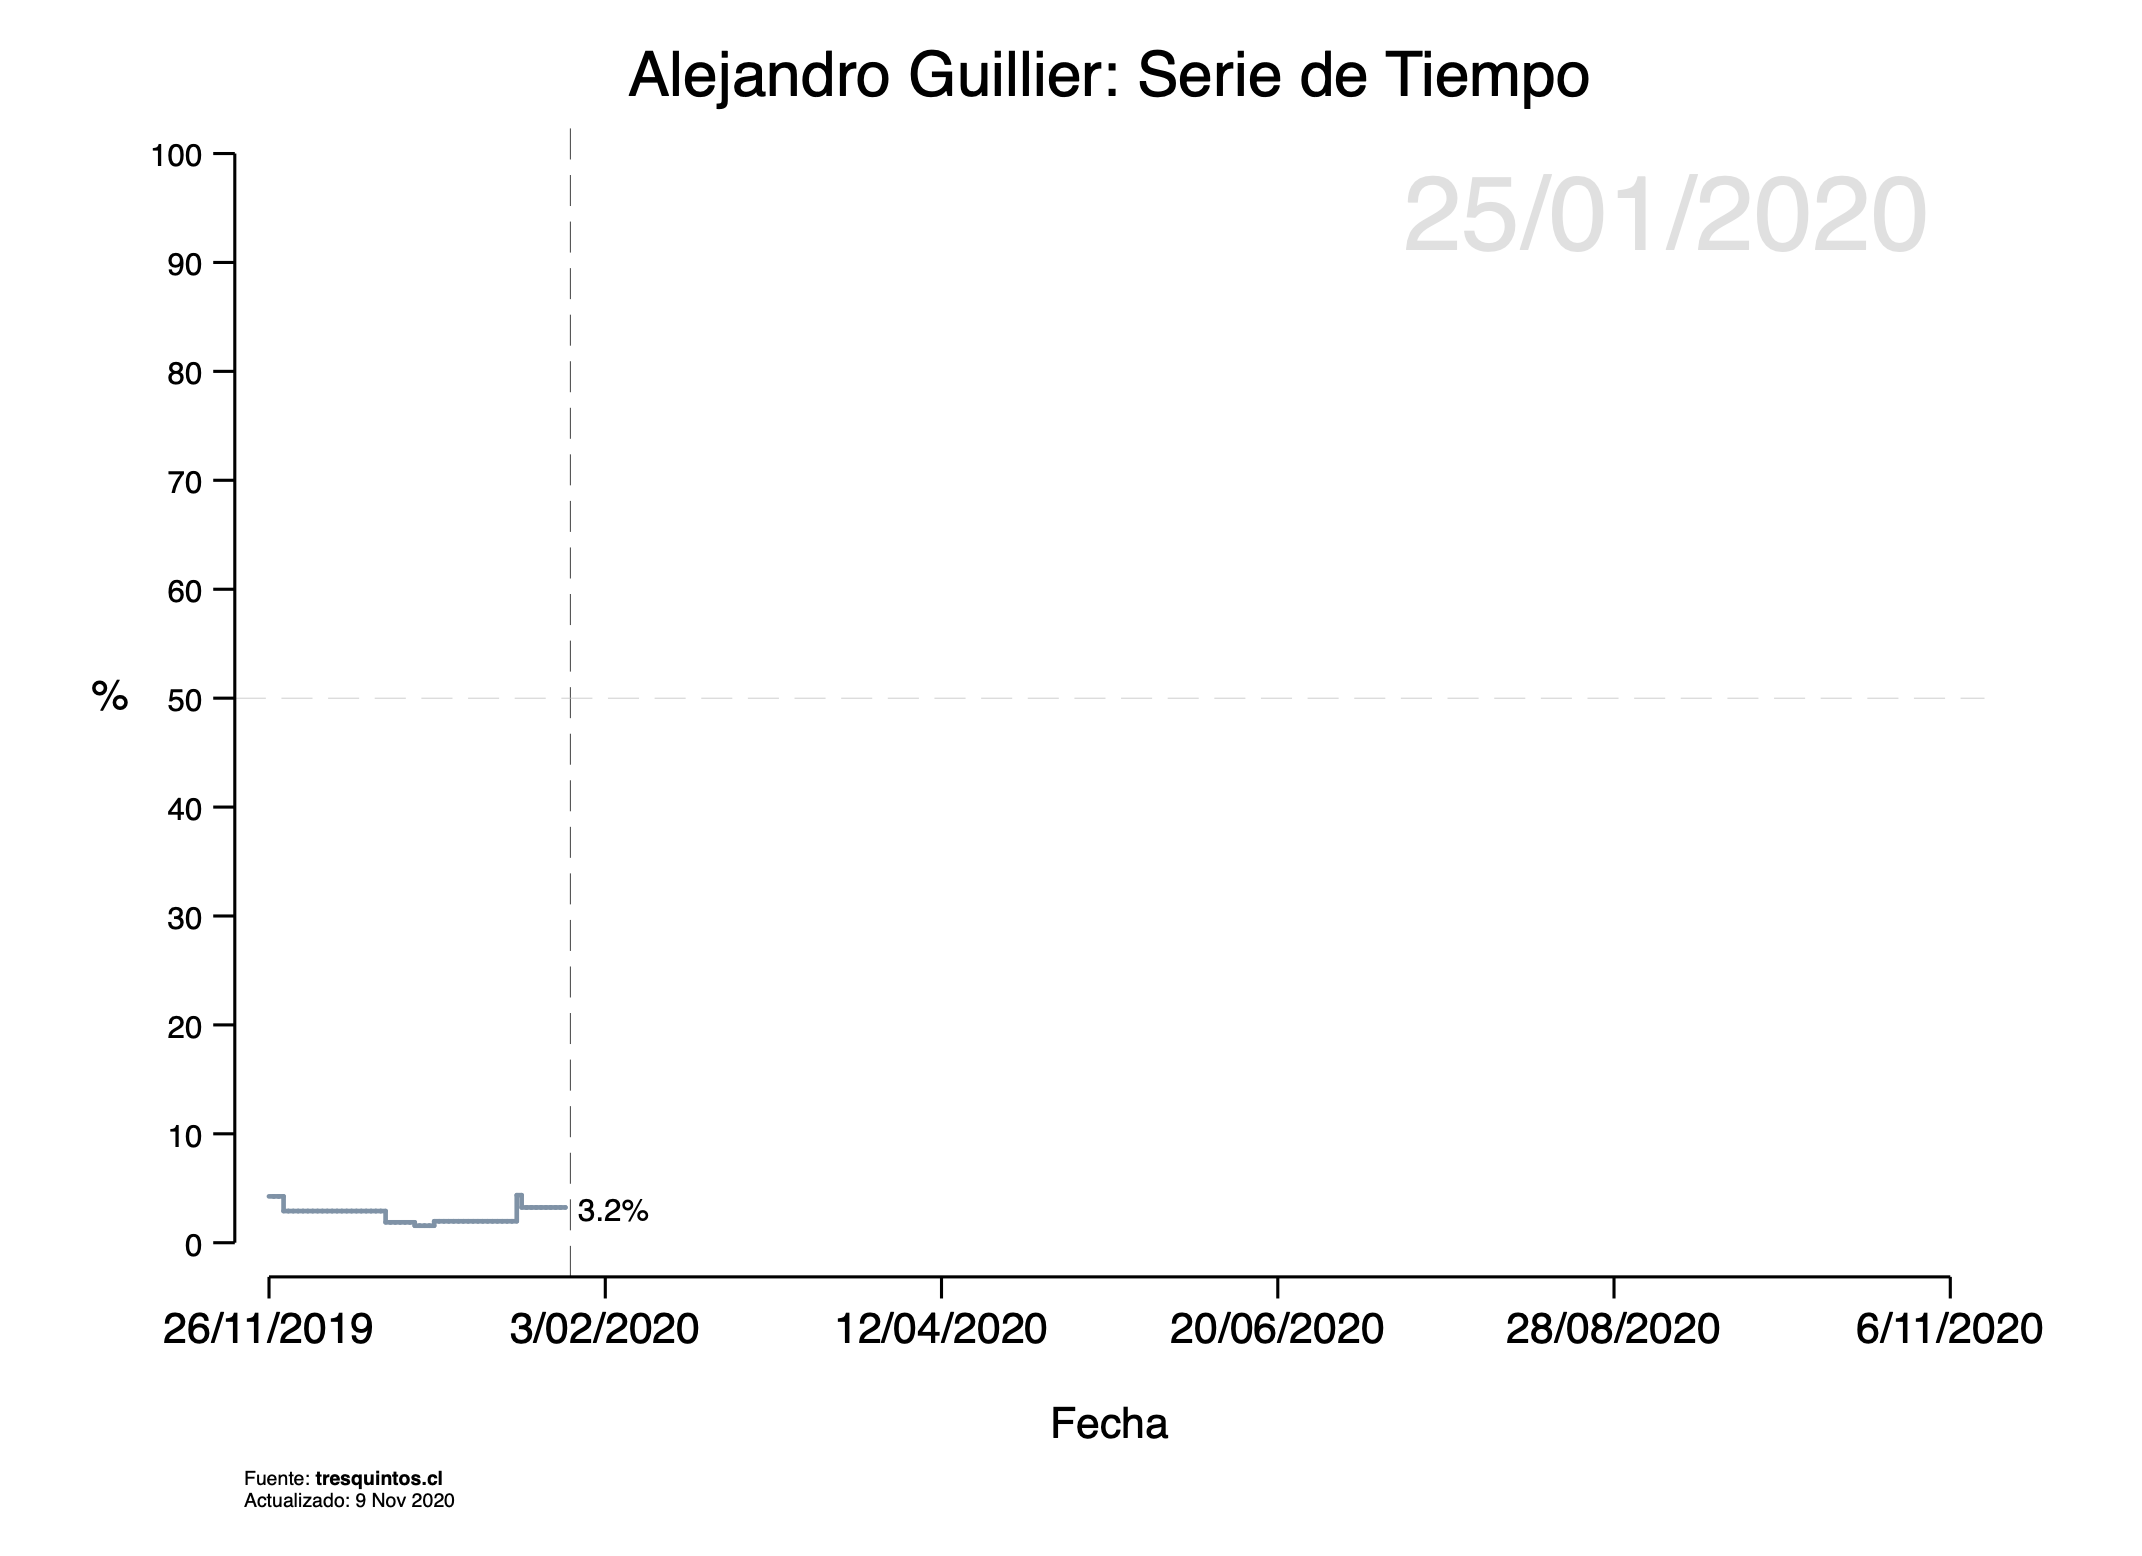 Alejandro Guillier: Serie de Tiempo
25/01/2020
100
90
80
70
60
50
40
30
20
10
0
%
3.2%
26/11/2019 3/02/2020 12/04/2020 20/06/2020 28/08/2020 6/11/2020
Fecha
Fuente: tresquintos.cl
Actualizado: 9 Nov 2020